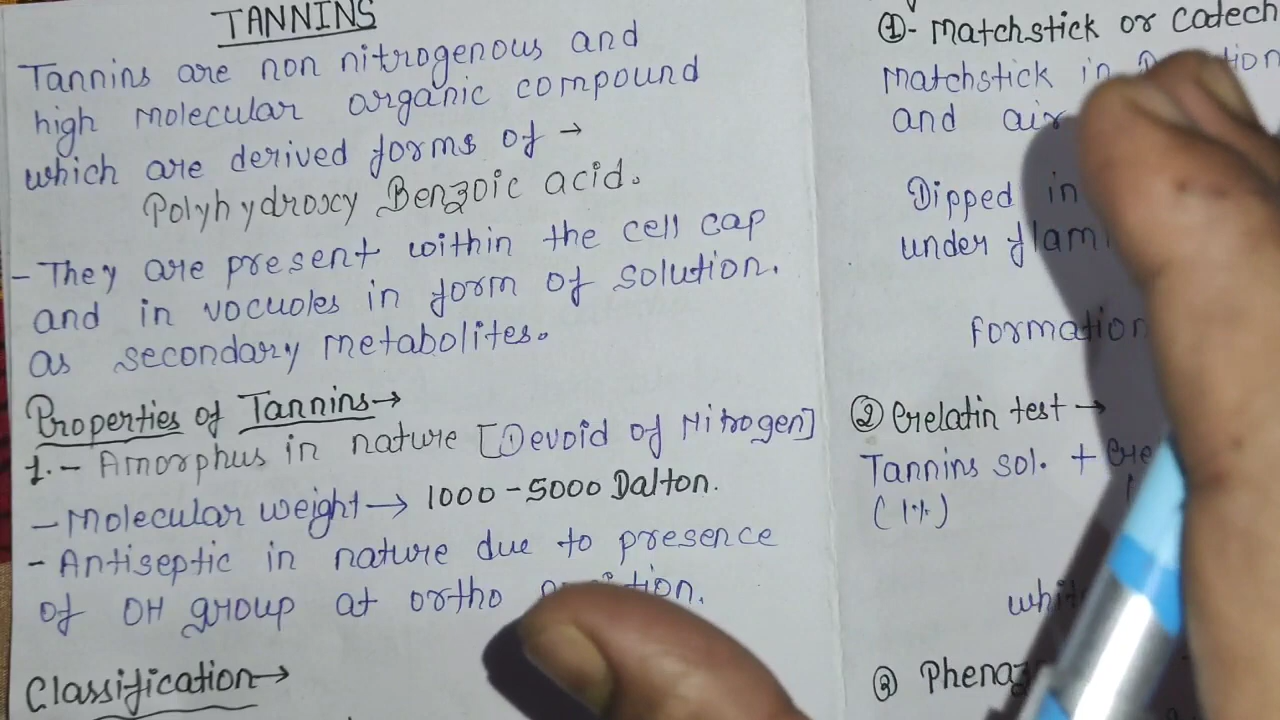 TANNINS
Tannins are non nitrogenous and
high molecular organic compound
which are derived forms of →
Polyhydroxy Benzoic acid.
- They are present within the cell cap
and in vocuoles in form of solution.
as secondary metabolites.
Properties of Tannins →
1. - Amorphus in nature [Devoid of Nitrogen]
- Molecular weight → 1000 - 5000 Dalton.
- Antiseptic in nature due to presence
of OH group at ortho
Classification →
① - Matchstick or Catech
Matchstick in
and air
Dipped in
under flam
Formation
② Gelatin test →
Tannins sol. + Ge
(1%)
whit
③ Phenaz